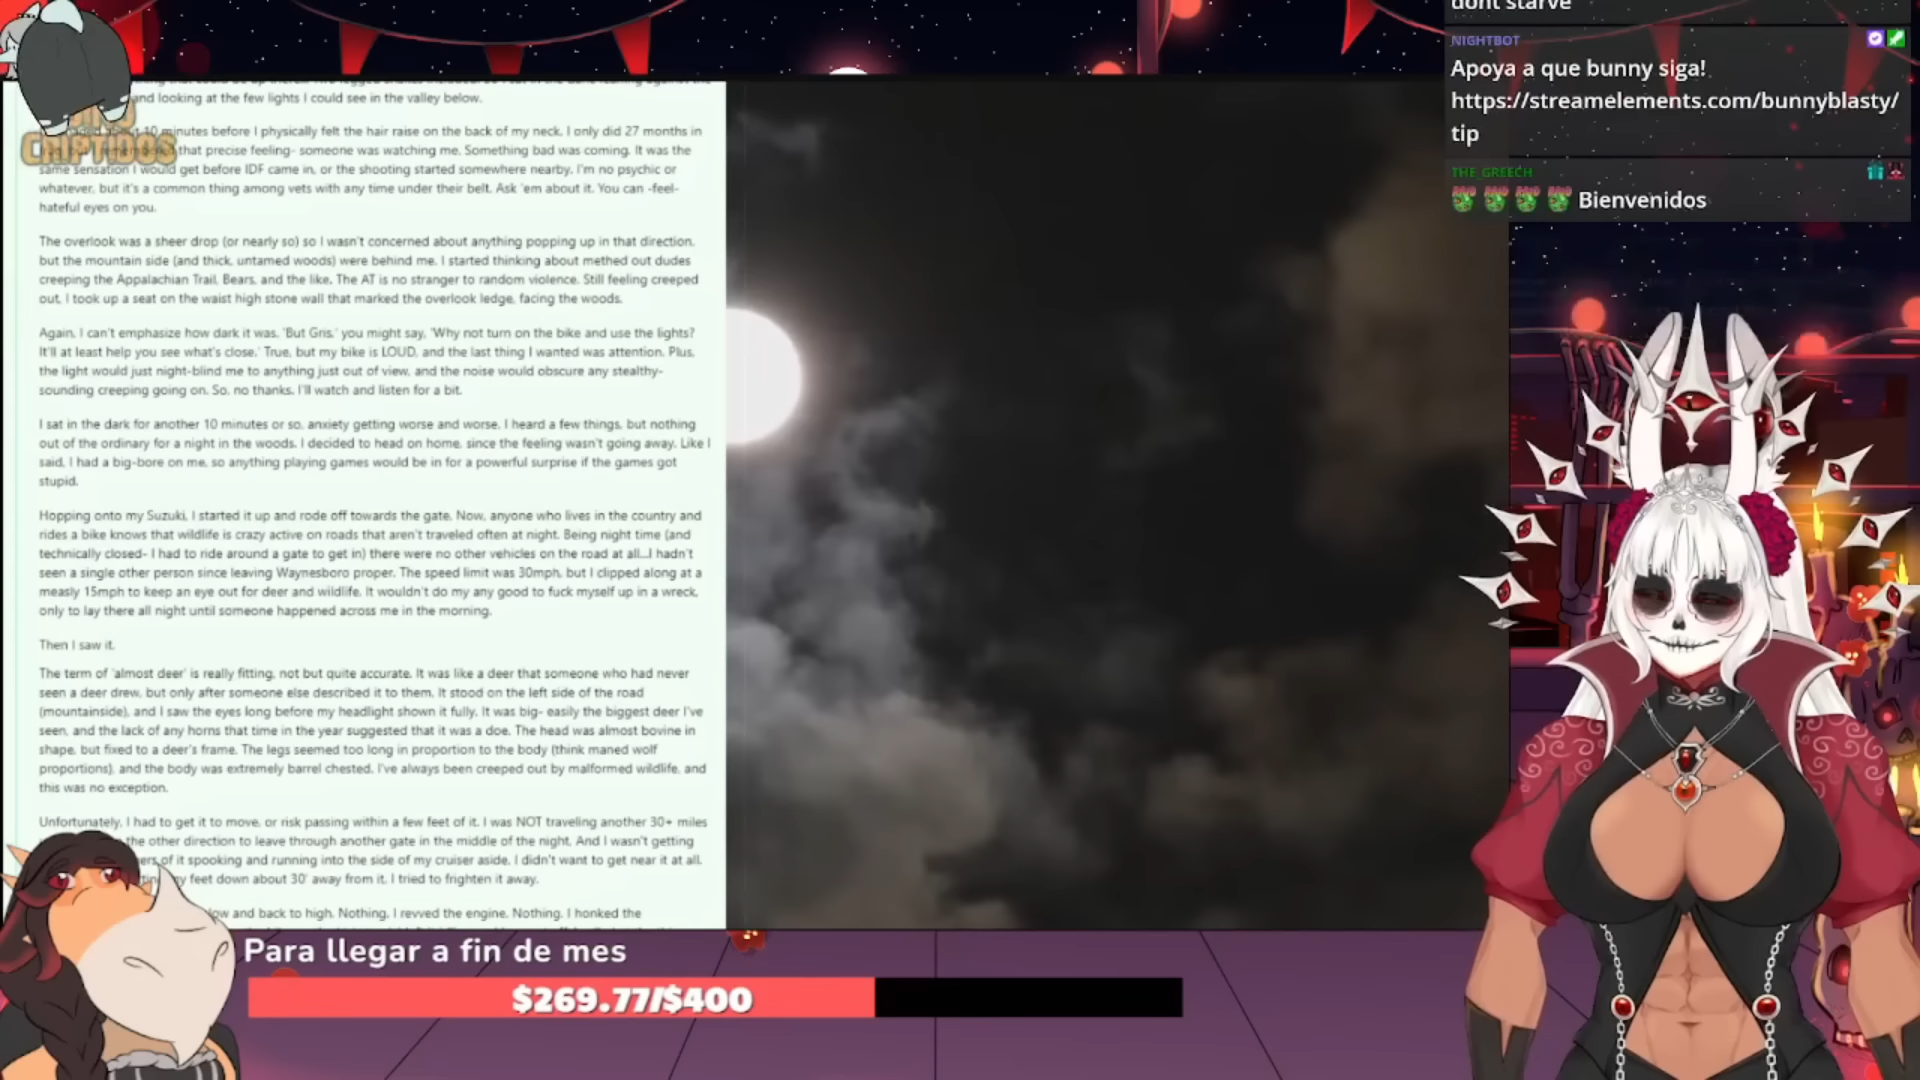 and looking at the few lights I could see in the valley below.
10 minutes before I physically felt the hair raise on the back of my neck. I only did 27 months in
that precise feeling- someone was watching me. Something bad was coming. It was the
same sensation I would get before IDF came in, or the shooting started somewhere nearby. I'm no psychic or
whatever, but it's a common thing among vets with any time under their belt. Ask 'em about it. You can -feel-
hateful eyes on you.
The overlook was a sheer drop (or nearly so) so I wasn't concerned about anything popping up in that direction,
but the mountain side (and thick, untamed woods) were behind me. I started thinking about methed out dudes
creeping the Appalachian Trail, Bears, and the like. The AT is no stranger to random violence. Still feeling creeped
out, I took up a seat on the waist high stone wall that marked the overlook ledge, facing the woods.
Again, I can't emphasize how dark it was. 'But Gris,' you might say, 'Why not turn on the bike and use the lights?
It'll at least help you see what's close.' True, but my bike is LOUD, and the last thing I wanted was attention. Plus,
the light would just night-blind me to anything just out of view, and the noise would obscure any stealthy-
sounding creeping going on. So, no thanks, I'll watch and listen for a bit.
I sat in the dark for another 10 minutes or so, anxiety getting worse and worse. I heard a few things, but nothing
out of the ordinary for a night in the woods. I decided to head on home, since the feeling wasn't going away. Like I
said, I had a big-bore on me, so anything playing games would be in for a powerful surprise if the games got
stupid.
Hopping onto my Suzuki, I started it up and rode off towards the gate. Now, anyone who lives in the country and
rides a bike knows that wildlife is crazy active on roads that aren't traveled often at night. Being night time (and
technically closed- I had to ride around a gate to get in) there were no other vehicles on the road at all...I hadn't
seen a single other person since leaving Waynesboro proper. The speed limit was 30mph, but I clipped along at a
measly 15mph to keep an eye out for deer and wildlife. It wouldn't do my any good to fuck myself up in a wreck,
only to lay there all night until someone happened across me in the morning.
Then I saw it.
The term of 'almost deer' is really fitting, not but quite accurate. It was like a deer that someone who had never
seen a deer drew, but only after someone else described it to them. It stood on the left side of the road
(mountainside), and I saw the eyes long before my headlight shown it fully. It was big- easily the biggest deer I've
seen, and the lack of any horns that time in the year suggested that it was a doe. The head was almost bovine in
shape, but fixed to a deer's frame. The legs seemed too long in proportion to the body (think maned wolf
proportions), and the body was extremely barrel chested. I've always been creeped out by malformed wildlife, and
this was no exception.
Unfortunately, I had to get it to move, or risk passing within a few feet of it. I was NOT traveling another 30+ miles
the other direction to leave through another gate in the middle of the night. And I wasn't getting
of it spooking and running into the side of my cruiser aside, I didn't want to get near it at all.
feet down about 30' away from it, I tried to frighten it away.
low and back to high. Nothing. I revved the engine. Nothing. I honked the
CRIPTIDOS
Para llegar a fin de mes
$269.77/$400
dont starve
NIGHTBOT
Apoya a que bunny siga!
https://streamelements.com/bunnyblasty/
tip
THE_GREECH
Bienvenidos